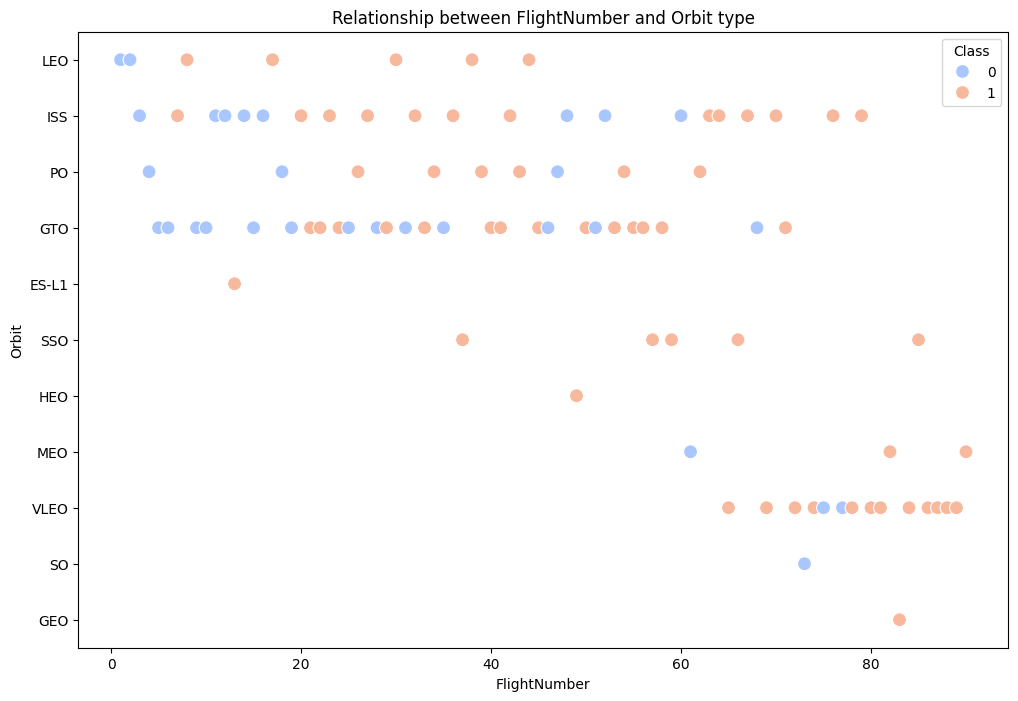 Relationship between FlightNumber and Orbit type
Class
0
1
LEO
ISS
PO
GTO
ES-L1
SSO
HEO
MEO
VLEO
SO
GEO
Orbit
0 20 40 60 80
FlightNumber